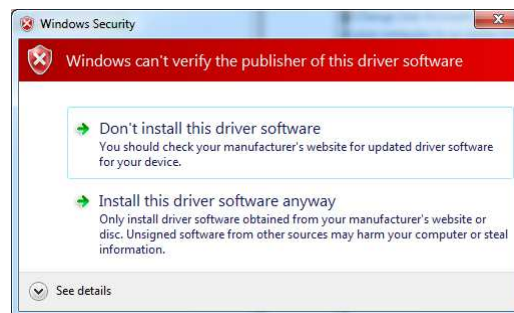 Windows Security
Windows can't verify the publisher of this driver software
Don't install this driver software
You should check your manufacturer's website for updated driver software
for your device.
Install this driver software anyway
Only install driver software obtained from your manufacturer's website or
disc. Unsigned software from other sources may harm your computer or steal
information.
See details